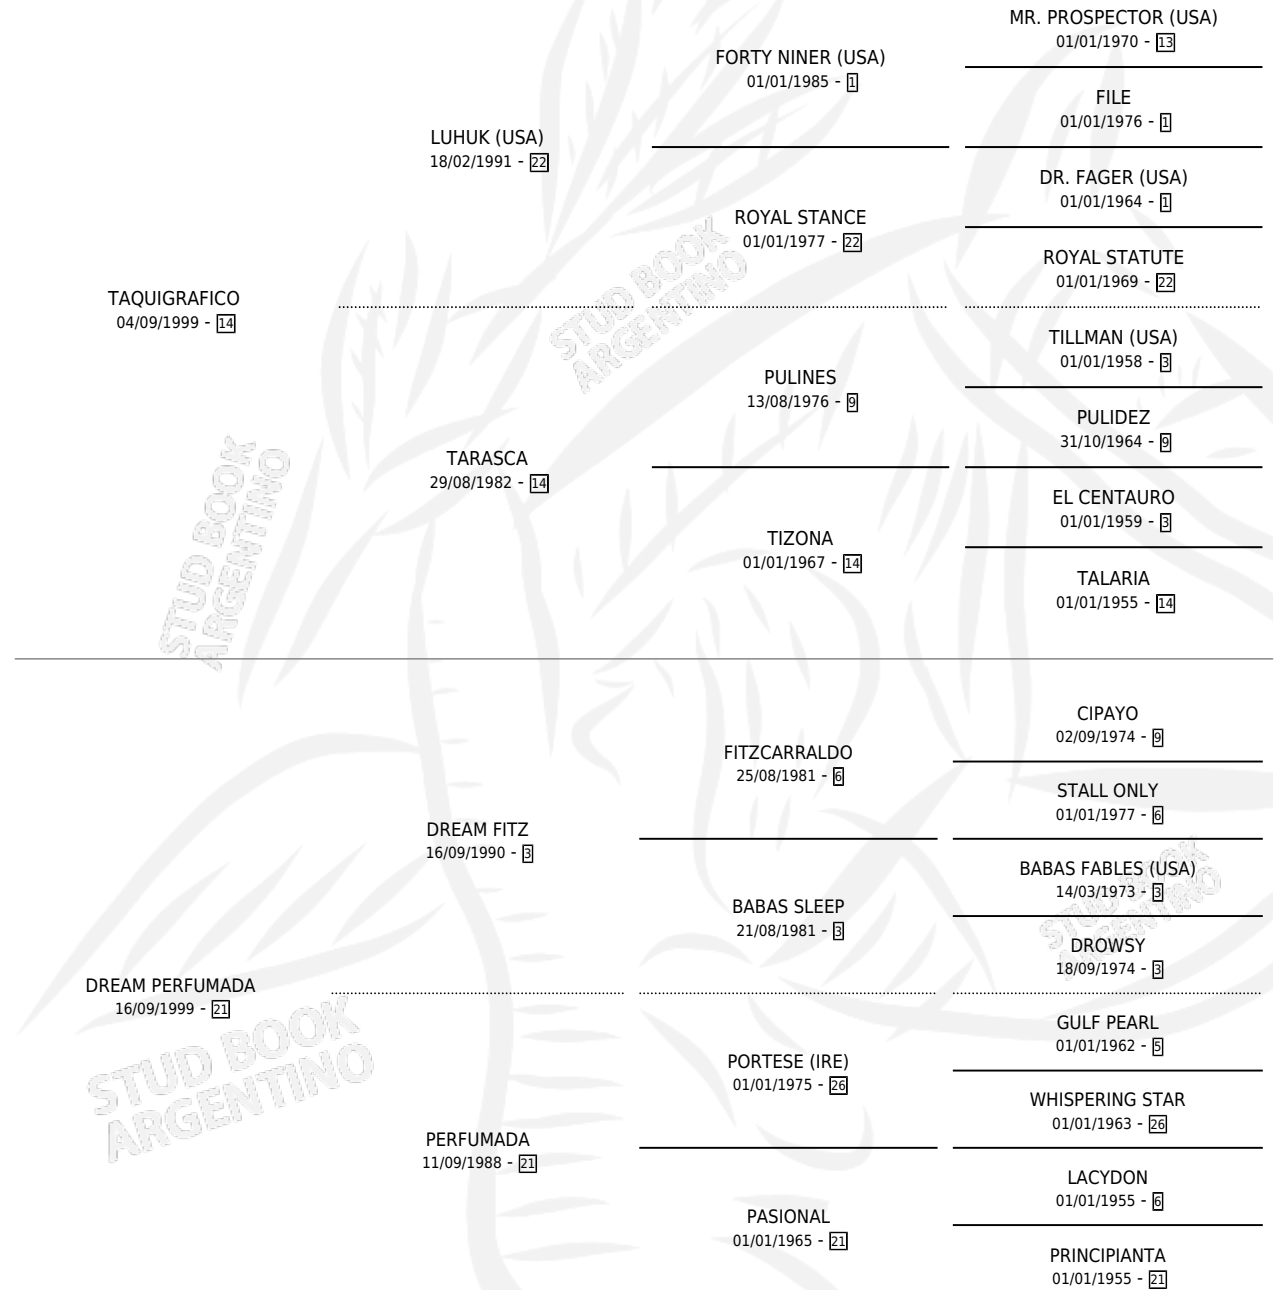 MR. PROSPECTOR (USA)
01/01/1970 - 13
FORTY NINER (USA)
01/01/1985 - 1
FILE
01/01/1976 - 1
LUHUK (USA)
18/02/1991 - 22
DR. FAGER (USA)
01/01/1964 - 1
ROYAL STANCE
01/01/1977 - 22
ROYAL STATUTE
01/01/1969 - 22
TAQUIGRAFICO
04/09/1999 - 14
TILLMAN (USA)
01/01/1958 - 3
PULINES
13/08/1976 - 9
PULIDEZ
31/10/1964 - 9
TARASCA
29/08/1982 - 14
EL CENTAURO
01/01/1959 - 3
TIZONA
01/01/1967 - 14
TALARIA
01/01/1955 - 14
STUD BOOK
ARGENTINO
STUD BOOK
ARGENTINO
CIPAYO
02/09/1974 - 9
FITZCARRALDO
25/08/1981 - 6
STALL ONLY
01/01/1977 - 6
DREAM FITZ
16/09/1990 - 3
BABAS FABLES (USA)
14/03/1973 - 3
BABAS SLEEP
21/08/1981 - 3
DROWSY
18/09/1974 - 3
STUD BOOK
ARGENTINO
DREAM PERFUMADA
16/09/1999 - 21
GULF PEARL
01/01/1962 - 5
PORTESE (IRE)
01/01/1975 - 26
WHISPERING STAR
01/01/1963 - 26
PERFUMADA
11/09/1988 - 21
LACYDON
01/01/1955 - 6
PASIONAL
01/01/1965 - 21
PRINCIPIANTA
01/01/1955 - 21
STUD BOOK
ARGENTINO